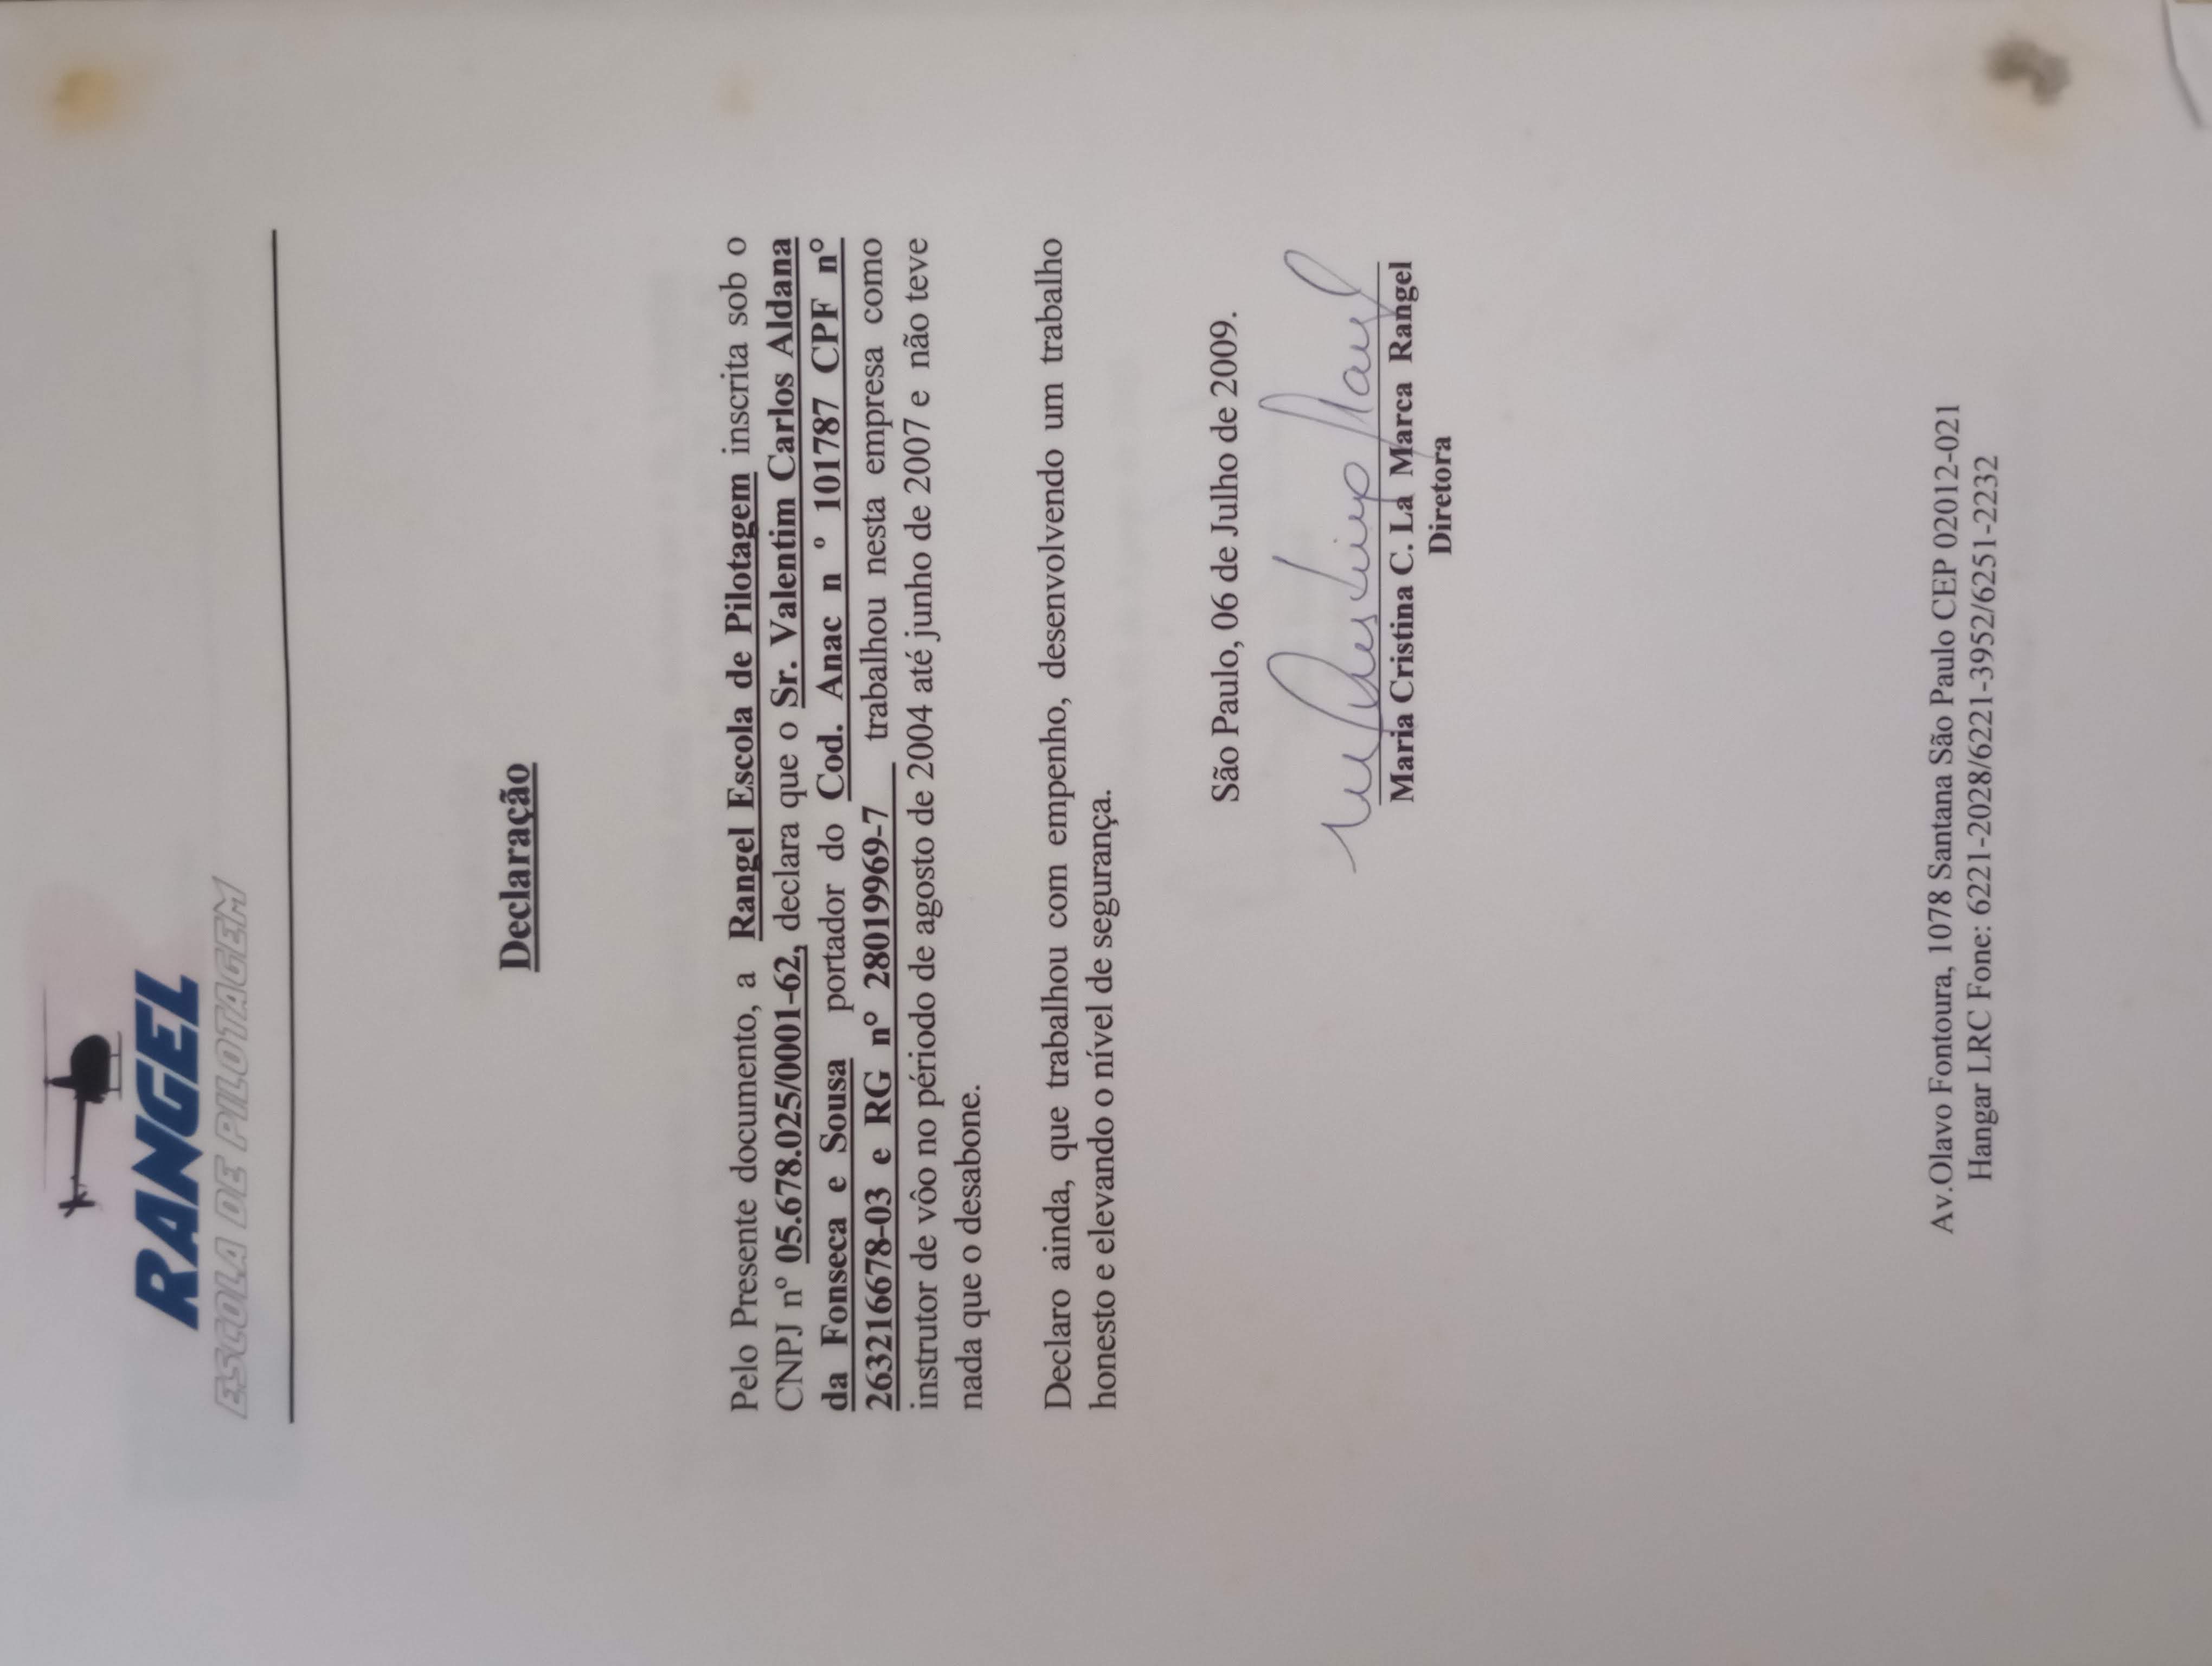 RANGEL
ESCOLA DE PILOTAGEM
Declaração
Pelo Presente documento, a Rangel Escola de Pilotagem inscrita sob o
CNPJ nº 05.678.025/0001-62, declara que o Sr. Valentim Carlos Aldana
da Fonseca e Sousa portador do Cod. Anac n º 101787 CPF n°
263216678-03 e RG n° 28019969-7 trabalhou nesta empresa como
instrutor de vôo no périodo de agosto de 2004 até junho de 2007 e não teve
nada que o desabone.
Declaro ainda, que trabalhou com empenho, desenvolvendo um trabalho
honesto e elevando o nível de segurança.
São Paulo, 06 de Julho de 2009.
Maria Cristina C. La Marca Rangel
Diretora
Av.Olavo Fontoura, 1078 Santana São Paulo CEP 02012-021
Hangar LRC Fone: 6221-2028/6221-3952/6251-2232